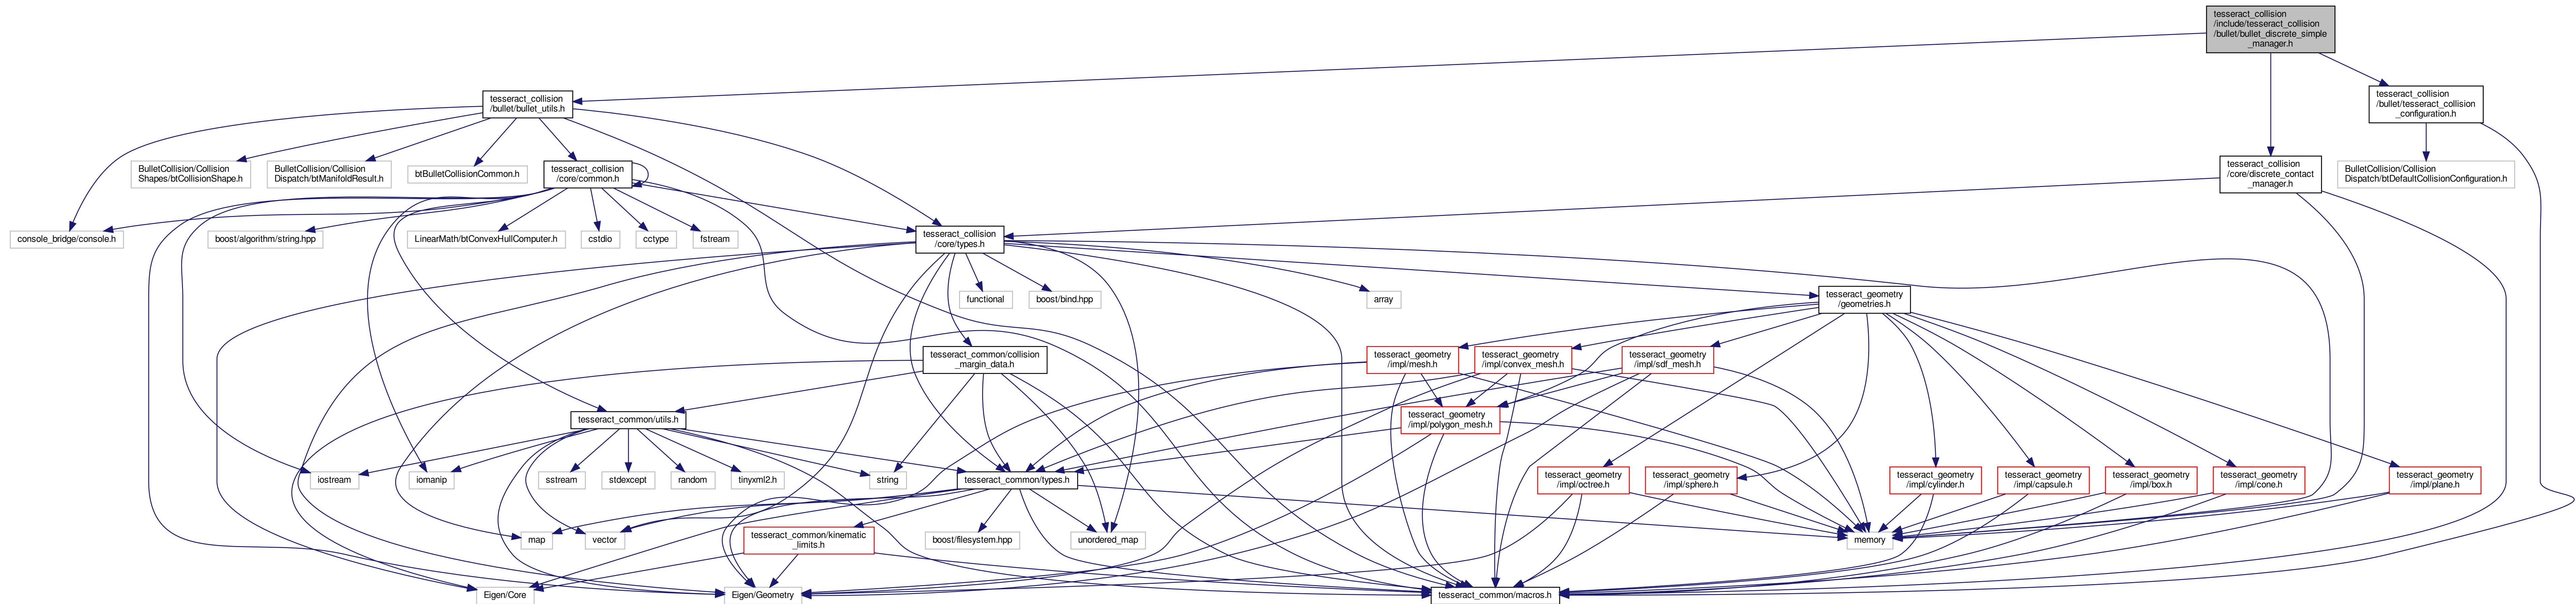 tesseract_collision
/include/tesseract_collision
/bullet/bullet_discrete_simple
_manager.h
tesseract_collision
/bullet/bullet_utils.h
tesseract_collision
/bullet/tesseract_collision
_configuration.h
BulletCollision/Collision
Shapes/btCollisionShape.h
BulletCollision/Collision
Dispatch/btManifoldResult.h
btBulletCollisionCommon.h
tesseract_collision
/core/common.h
tesseract_collision
/core/discrete_contact
_manager.h
BulletCollision/Collision
Dispatch/btDefaultCollisionConfiguration.h
console_bridge/console.h
boost/algorithm/string.hpp
LinearMath/btConvexHullComputer.h
cstdio
cctype
fstream
tesseract_collision
/core/types.h
functional
boost/bind.hpp
array
tesseract_geometry
/geometries.h
tesseract_common/collision
_margin_data.h
tesseract_geometry
/impl/mesh.h
tesseract_geometry
/impl/convex_mesh.h
tesseract_geometry
/impl/sdf_mesh.h
tesseract_common/utils.h
tesseract_geometry
/impl/polygon_mesh.h
iostream
iomanip
sstream
stdexcept
random
tinyxml2.h
string
tesseract_common/types.h
tesseract_geometry
/impl/octree.h
tesseract_geometry
/impl/sphere.h
tesseract_geometry
/impl/cylinder.h
tesseract_geometry
/impl/capsule.h
tesseract_geometry
/impl/box.h
tesseract_geometry
/impl/cone.h
tesseract_geometry
/impl/plane.h
map
vector
tesseract_common/kinematic
_limits.h
boost/filesystem.hpp
unordered_map
memory
Eigen/Core
Eigen/Geometry
tesseract_common/macros.h